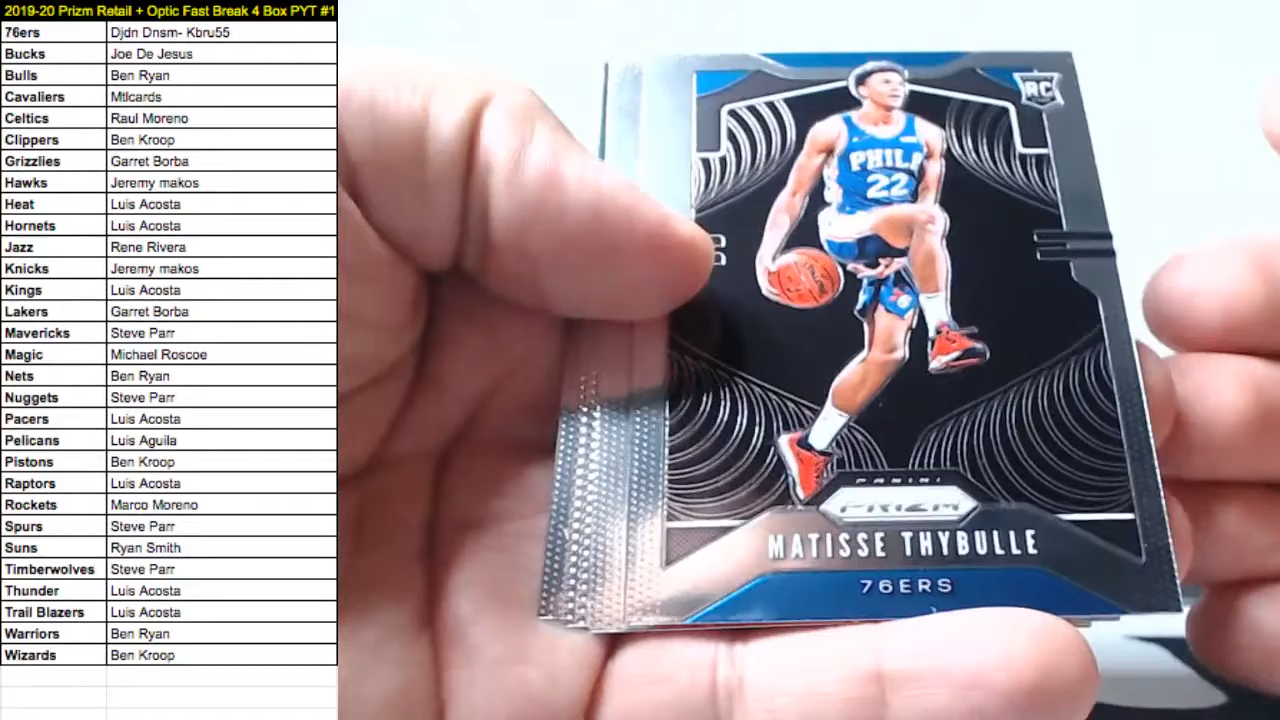 2019-20 Prizm Retail + Optic Fast Break 4 Box PYT #1
76ers Djdn Dnsm- Kbru55
Bucks Joe De Jesus
Bulls Ben Ryan
Cavaliers Mtlcards
Celtics Raul Moreno
Clippers Ben Kroop
Grizzlies Garret Borba
Hawks Jeremy makos
Heat Luis Acosta
Hornets Luis Acosta
Jazz Rene Rivera
Knicks Jeremy makos
Kings Luis Acosta
Lakers Garret Borba
Mavericks Steve Parr
Magic Michael Roscoe
Nets Ben Ryan
Nuggets Steve Parr
Pacers Luis Acosta
Pelicans Luis Aguila
Pistons Ben Kroop
Raptors Luis Acosta
Rockets Marco Moreno
Spurs Steve Parr
Suns Ryan Smith
Timberwolves Steve Parr
Thunder Luis Acosta
Trail Blazers Luis Acosta
Warriors Ben Ryan
Wizards Ben Kroop
RC
PHILA
22
PANINI
PRIZM
MATISSE THYBULLE
76ERS